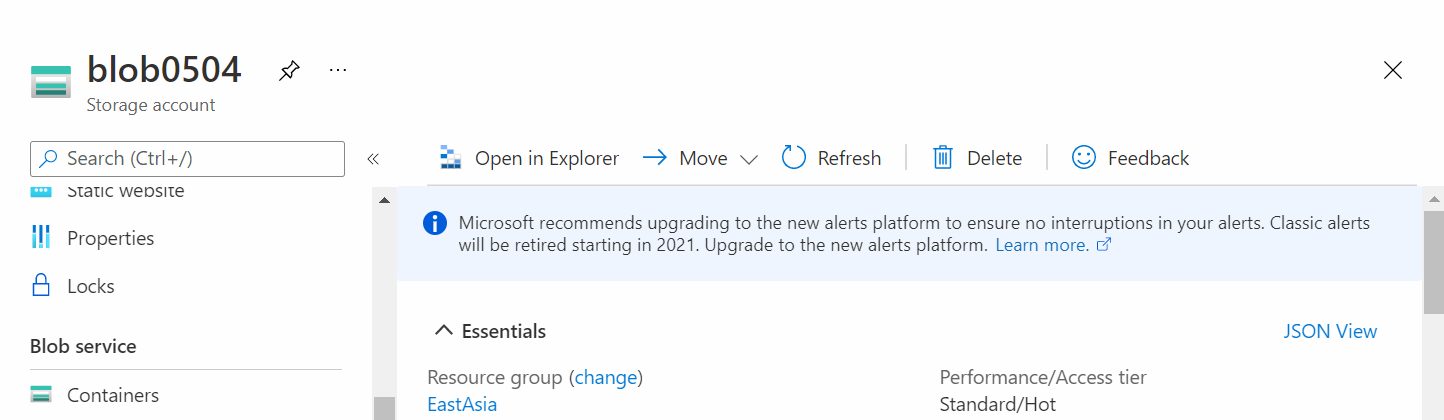 blob0504
...
Storage account
Search (Ctrl+/)
«
Open in Explorer
Move
Refresh
Delete
Feedback
Static website
Properties
Locks
Blob service
Containers
Microsoft recommends upgrading to the new alerts platform to ensure no interruptions in your alerts. Classic alerts
will be retired starting in 2021. Upgrade to the new alerts platform. Learn more.
Essentials
JSON View
Resource group (change)
EastAsia
Performance/Access tier
Standard/Hot